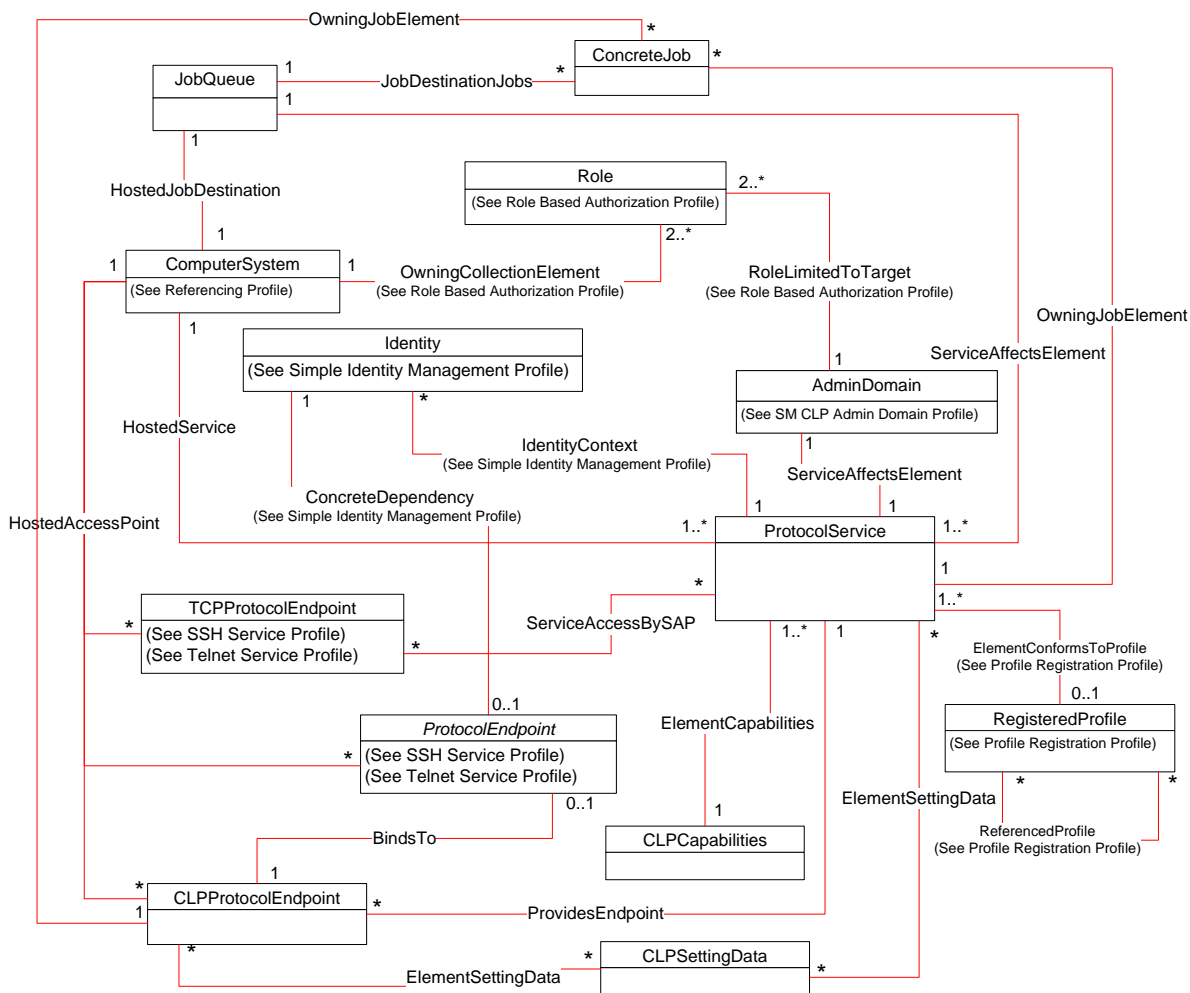 OwningJobElement
*
ConcreteJob
*
1
JobDestinationJobs
*
JobQueue
1
1
HostedJobDestination
1
Role
(See Role Based Authorization Profile)
2..*
2..*
ComputerSystem
(See Referencing Profile)
1
1
1
OwningCollectionElement
(See Role Based Authorization Profile)
RoleLimitedToTarget
(See Role Based Authorization Profile)
OwningJobElement
ServiceAffectsElement
Identity
(See Simple Identity Management Profile)
1
*
1
AdminDomain
(See SM CLP Admin Domain Profile)
1
HostedService
IdentityContext
(See Simple Identity Management Profile)
ServiceAffectsElement
ConcreteDependency
(See Simple Identity Management Profile)
HostedAccessPoint
1
1
1..*
ProtocolService
1..*
1
1..*
*
1..*
1
*
TCPProtocolEndpoint
(See SSH Service Profile)
(See Telnet Service Profile)
*
*
ServiceAccessBySAP
ElementConformsToProfile
(See Profile Registration Profile)
0..1
0..1
ProtocolEndpoint
(See SSH Service Profile)
(See Telnet Service Profile)
*
0..1
ElementCapabilities
RegisteredProfile
(See Profile Registration Profile)
*
*
ElementSettingData
ReferencedProfile
(See Profile Registration Profile)
1
CLPCapabilities
BindsTo
1
*
CLPProtocolEndpoint
1
*
*
ProvidesEndpoint
ElementSettingData
*
CLPSettingData
*